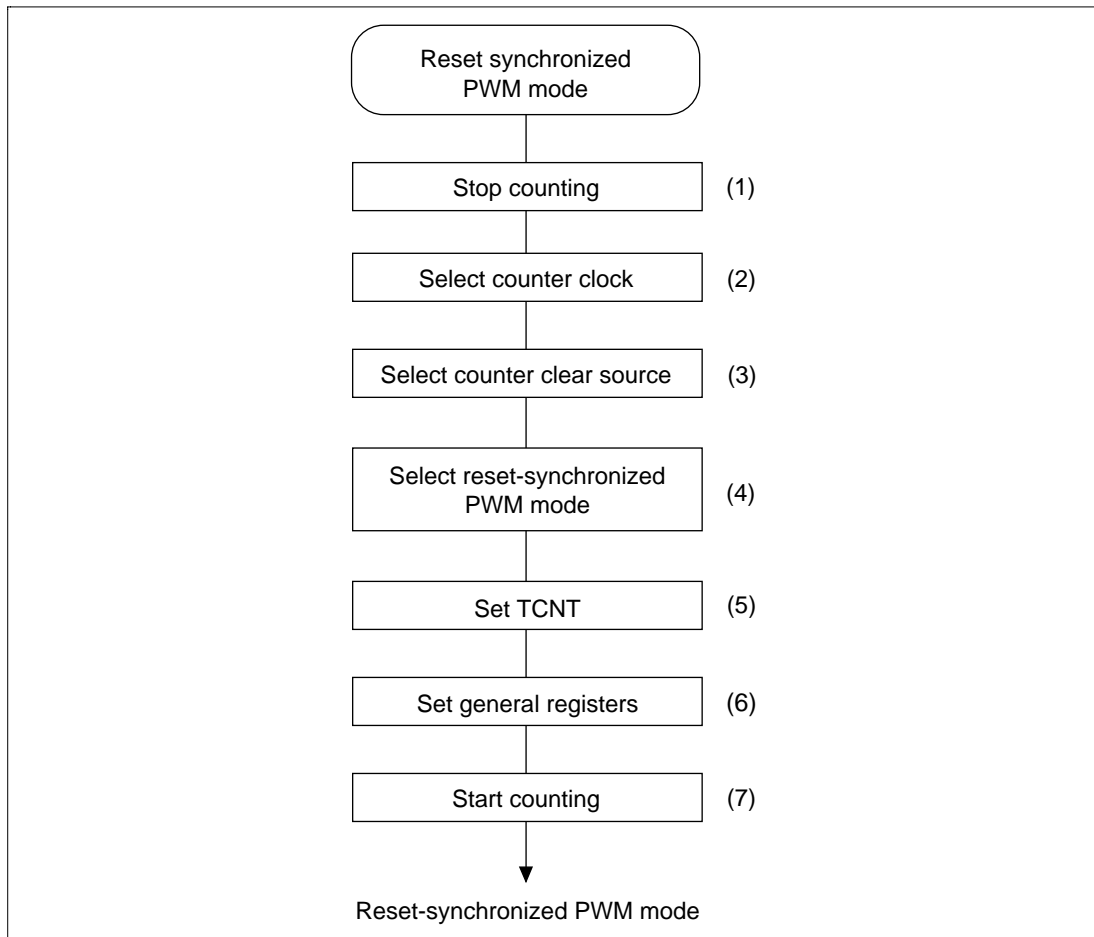 Reset synchronized
PWM mode
Stop counting (1)
Select counter clock (2)
Select counter clear source (3)
Select reset-synchronized
PWM mode (4)
Set TCNT (5)
Set general registers (6)
Start counting (7)
Reset-synchronized PWM mode